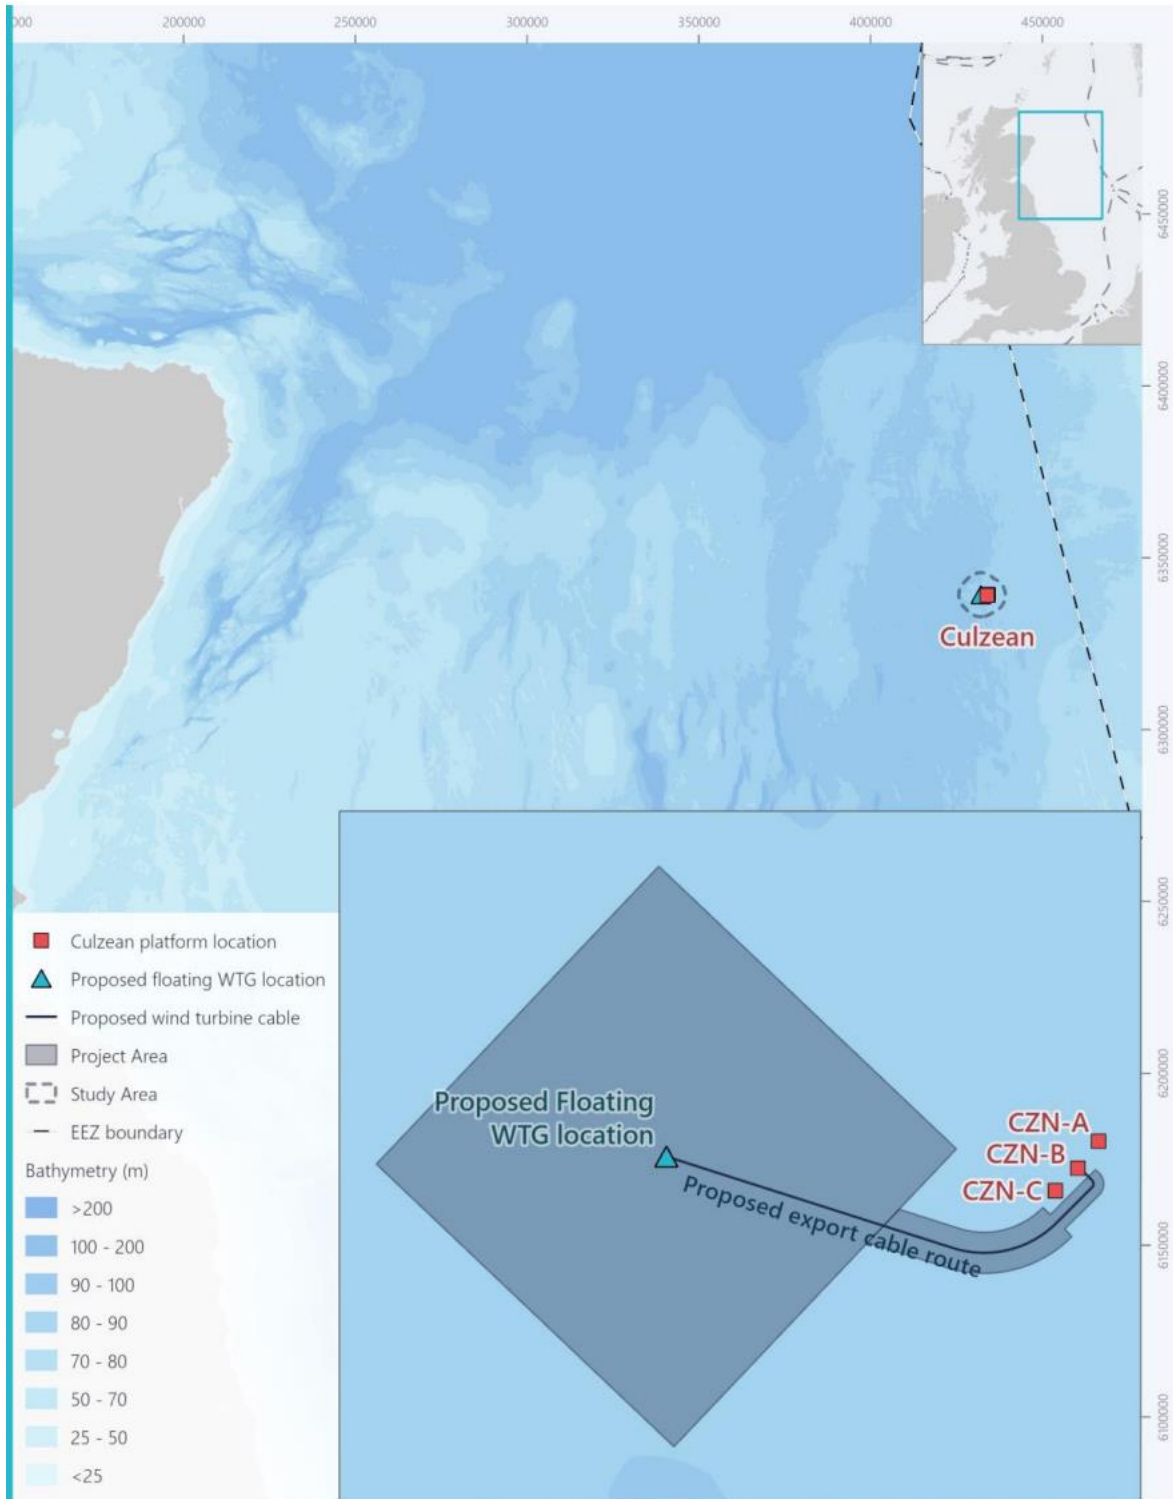 000
200000
250000
300000
350000
400000
450000
6450000
6400000
6350000
Culzean
6300000
6250000
Culzean platform location
Proposed floating WTG location
Proposed wind turbine cable
Project Area
Study Area
EEZ boundary
Bathymetry (m)
>200
100 - 200
90 - 100
80 - 90
70 - 80
50 - 70
25 - 50
<25
Proposed Floating
WTG location
Proposed export cable route
CZN-A
CZN-B
CZN-C
6200000
6150000
6100000